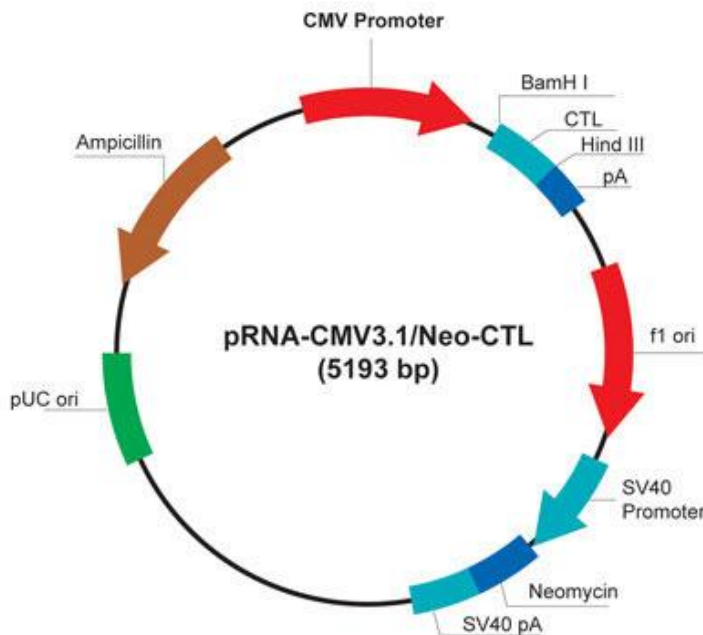 CMV Promoter
BamH I
CTL
Hind III
pA
Ampicillin
pRNA-CMV3.1/Neo-CTL
(5193 bp)
f1 ori
pUC ori
SV40
Promoter
Neomycin
SV40 pA